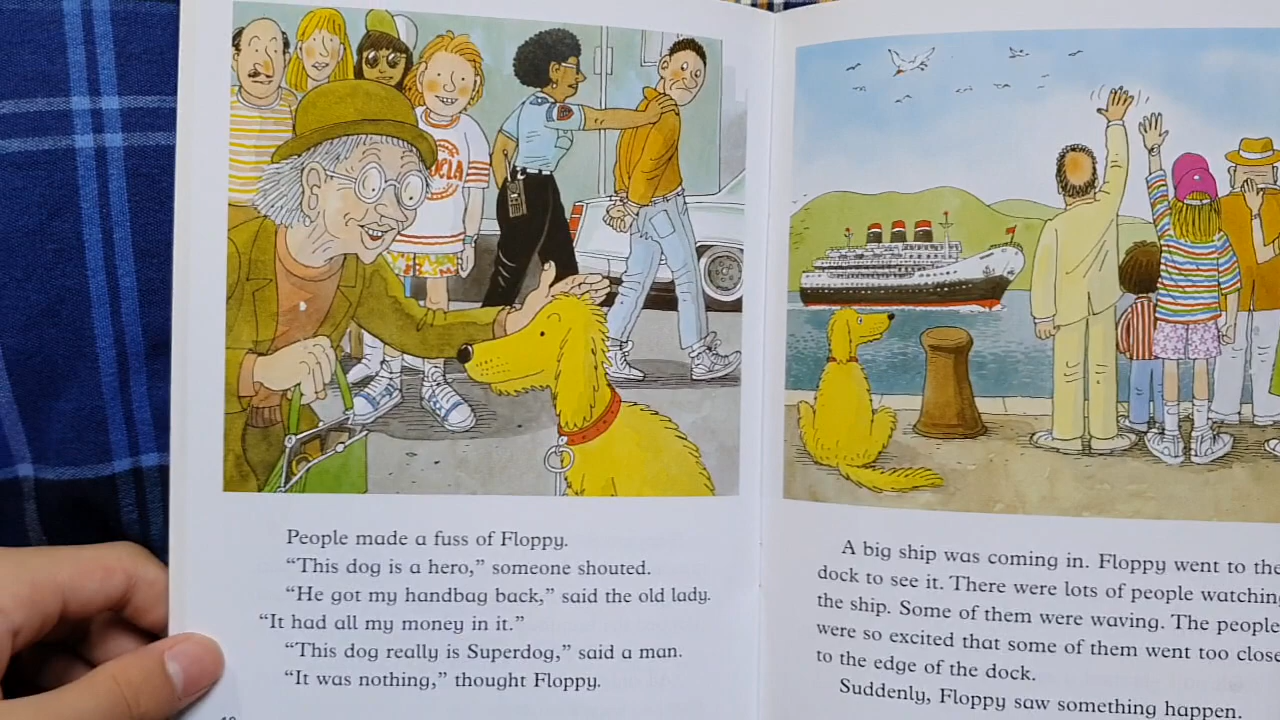 People made a fuss of Floppy.
“This dog is a hero,” someone shouted.
“He got my handbag back,” said the old lady.
“It had all my money in it.”
“This dog really is Superdog,” said a man.
“It was nothing,” thought Floppy.
A big ship was coming in. Floppy went to the
dock to see it. There were lots of people watching
the ship. Some of them were waving. The people
were so excited that some of them went too close
to the edge of the dock.
Suddenly, Floppy saw something happen.